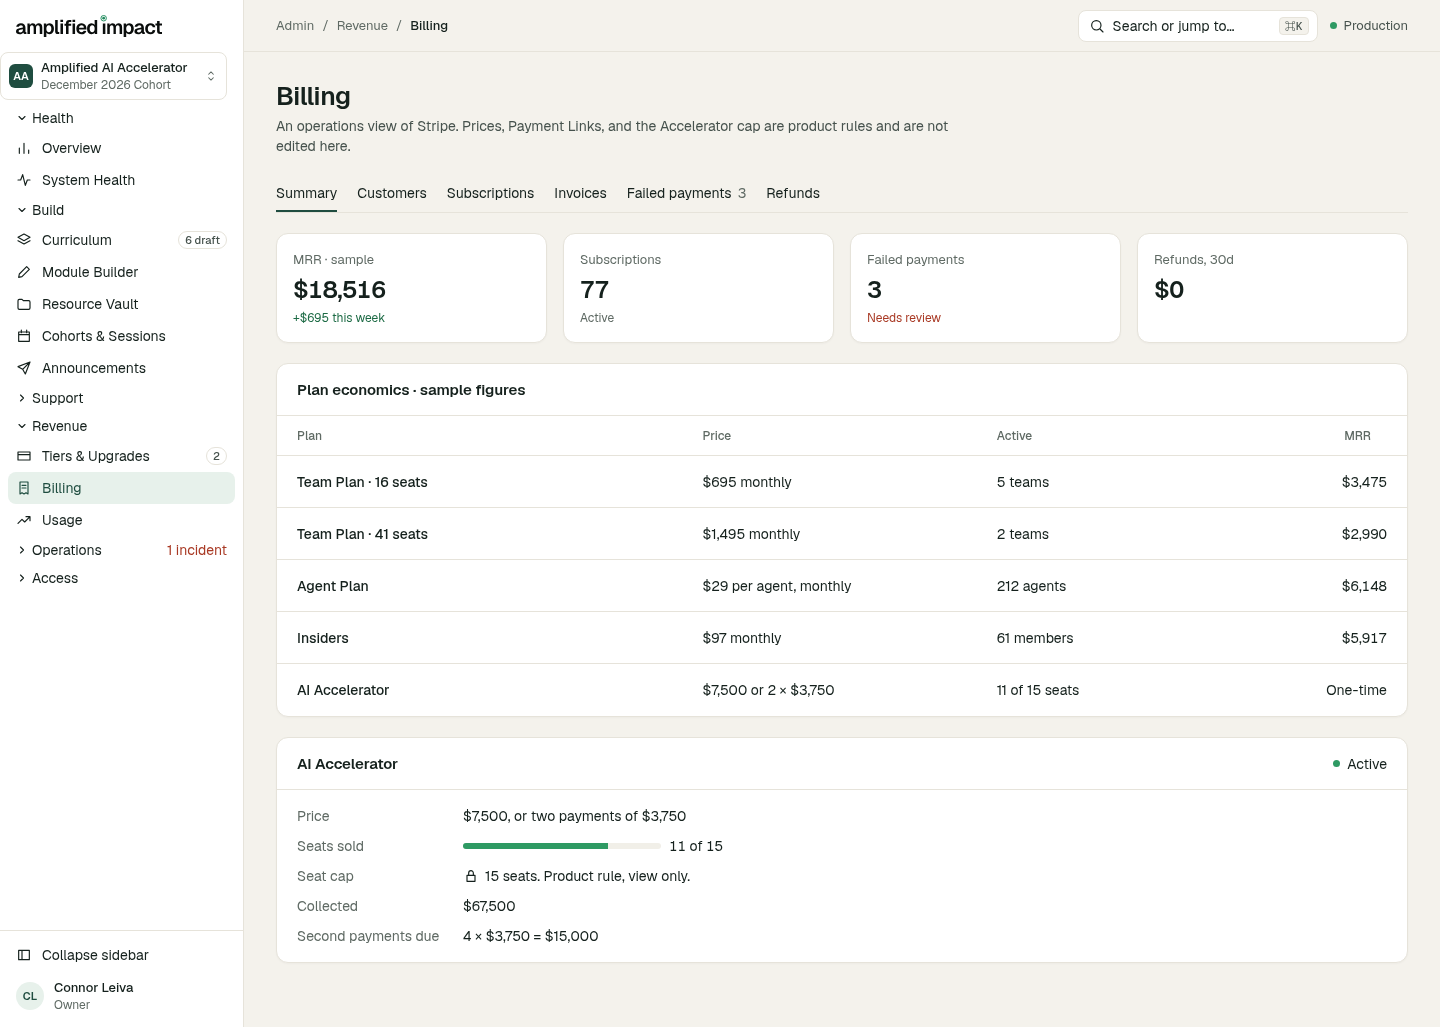 amplified impact
Admin / Revenue / Billing
Search or jump to...
⌘K
Production
AA
Amplified AI Accelerator
December 2026 Cohort
Health
Overview
System Health
Build
Curriculum
6 draft
Module Builder
Resource Vault
Cohorts & Sessions
Announcements
Support
Revenue
Tiers & Upgrades
2
Billing
Usage
Operations
1 incident
Access
Collapse sidebar
CL
Connor Leiva
Owner
Billing
An operations view of Stripe. Prices, Payment Links, and the Accelerator cap are product rules and are not
edited here.
Summary Customers Subscriptions Invoices Failed payments 3 Refunds
MRR · sample
$18,516
+$695 this week
Subscriptions
77
Active
Failed payments
3
Needs review
Refunds, 30d
$0
Plan economics · sample figures
Plan Price Active MRR
Team Plan · 16 seats $695 monthly 5 teams $3,475
Team Plan · 41 seats $1,495 monthly 2 teams $2,990
Agent Plan $29 per agent, monthly 212 agents $6,148
Insiders $97 monthly 61 members $5,917
AI Accelerator $7,500 or 2 × $3,750 11 of 15 seats One-time
AI Accelerator
Active
Price $7,500, or two payments of $3,750
Seats sold 11 of 15
Seat cap 15 seats. Product rule, view only.
Collected $67,500
Second payments due 4 × $3,750 = $15,000